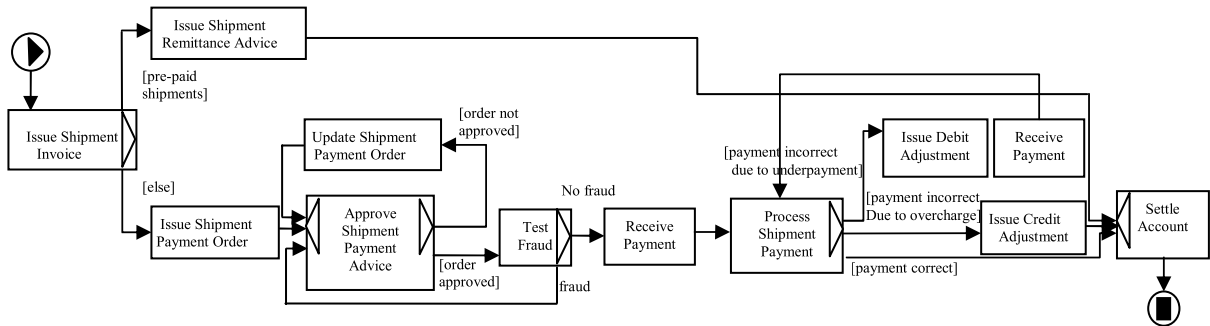 Issue Shipment
Remittance Advice
[pre-paid
shipments]
Issue Shipment
Invoice
[else]
Issue Shipment
Payment Order
Update Shipment
Payment Order
[order not
approved]
Approve
Shipment
Payment
Advice
[order
approved]
Test
Fraud
No fraud
fraud
Receive
Payment
[payment incorrect
due to underpayment]
Process
Shipment
Payment
Issue Debit
Adjustment
Receive
Payment
[payment incorrect
Due to overcharge]
Issue Credit
Adjustment
[payment correct]
Settle
Account